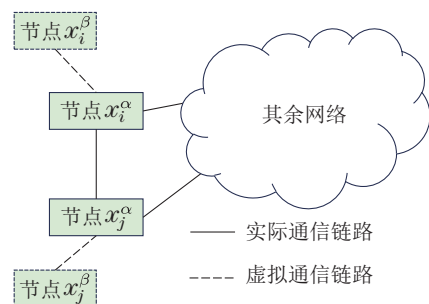 节点 $x_i^β$
节点 $x_i^α$
其余网络
节点 $x_j^α$
实际通信链路
虚拟通信链路
节点 $x_j^β$